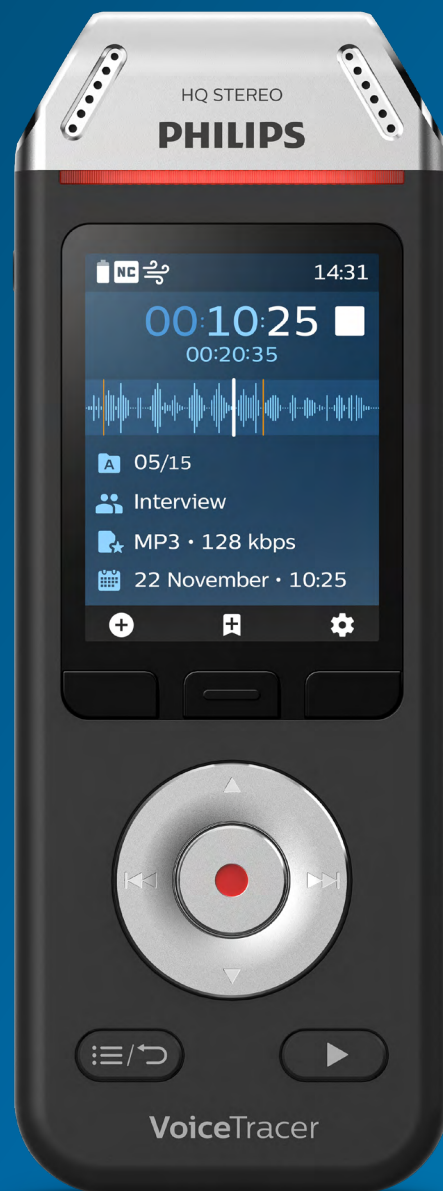 HQ STEREO
PHILIPS
NC 14:31
00:10:25
00:20:35
A 05/15
Interview
MP3 • 128 kbps
22 November • 10:25
VoiceTracer